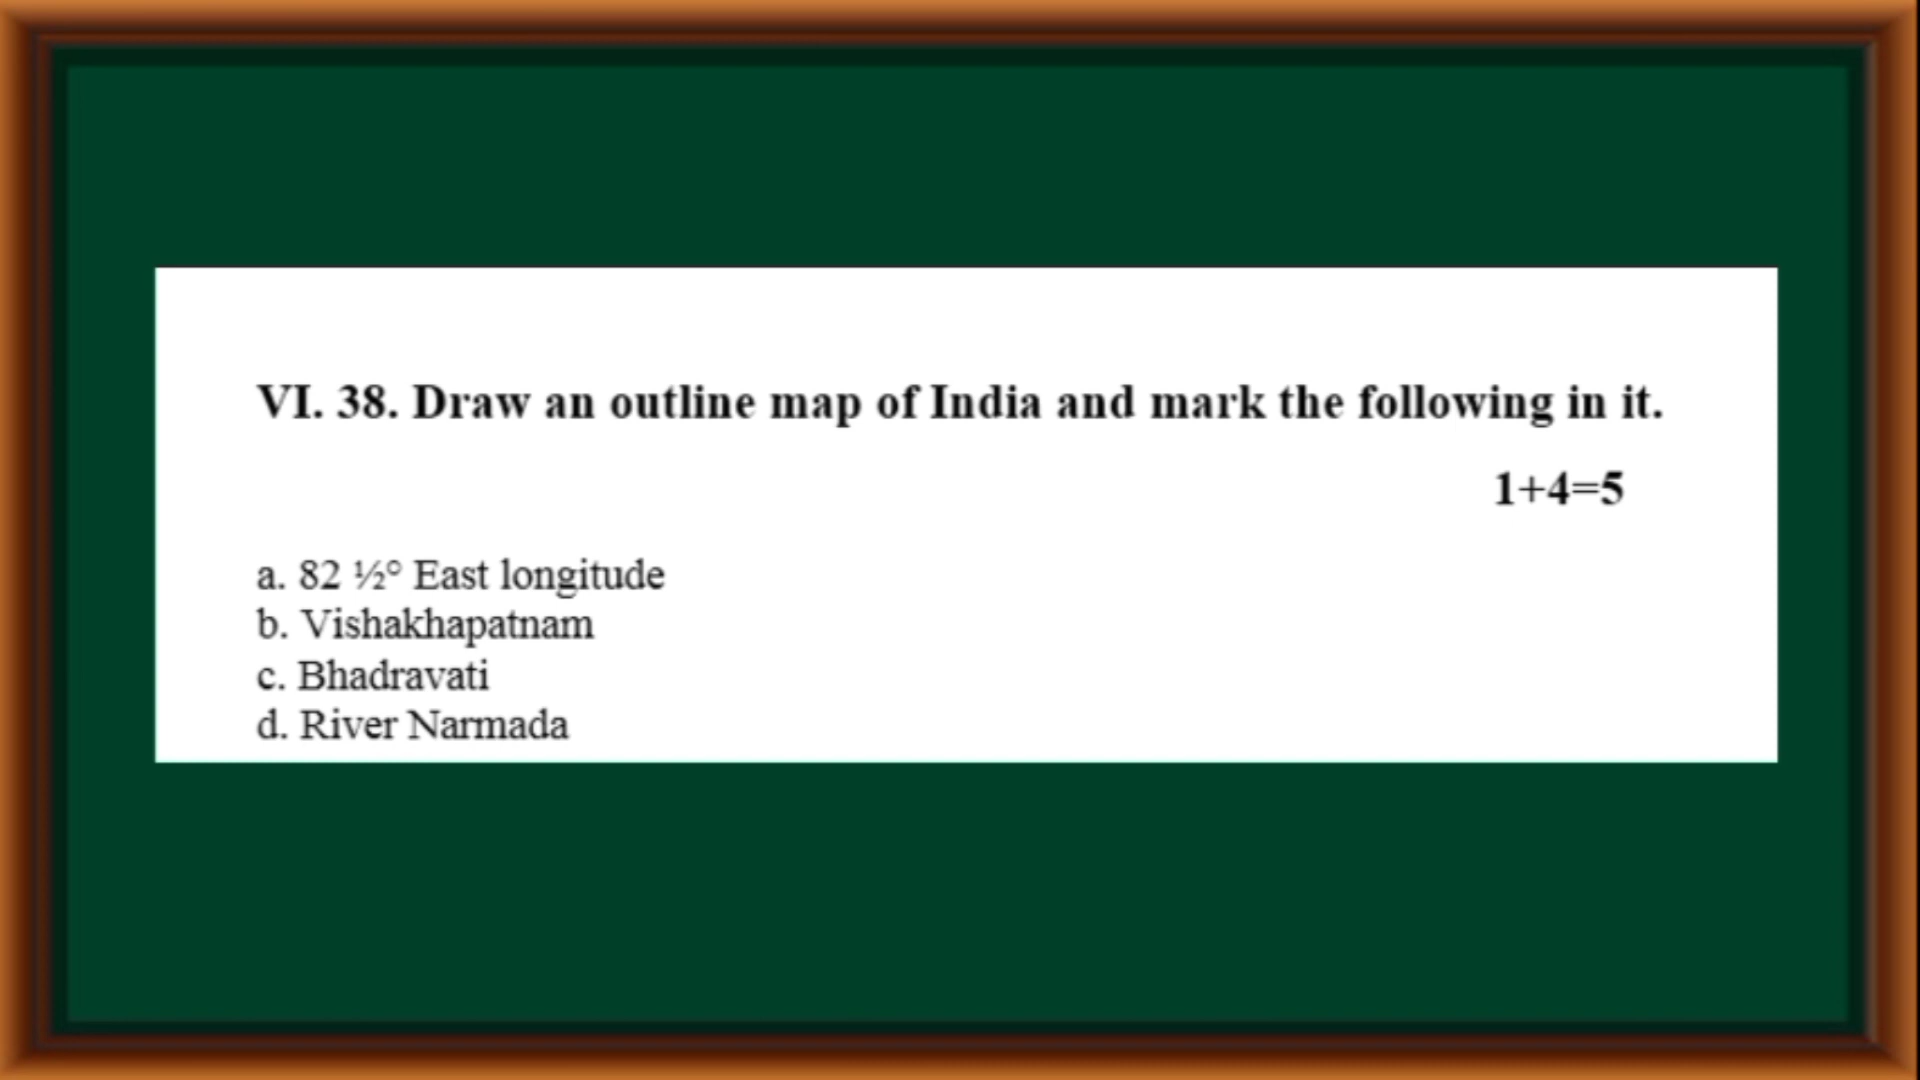 VI. 38. Draw an outline map of India and mark the following in it.
1+4=5
a. 82 ½° East longitude
b. Vishakhapatnam
c. Bhadravati
d. River Narmada